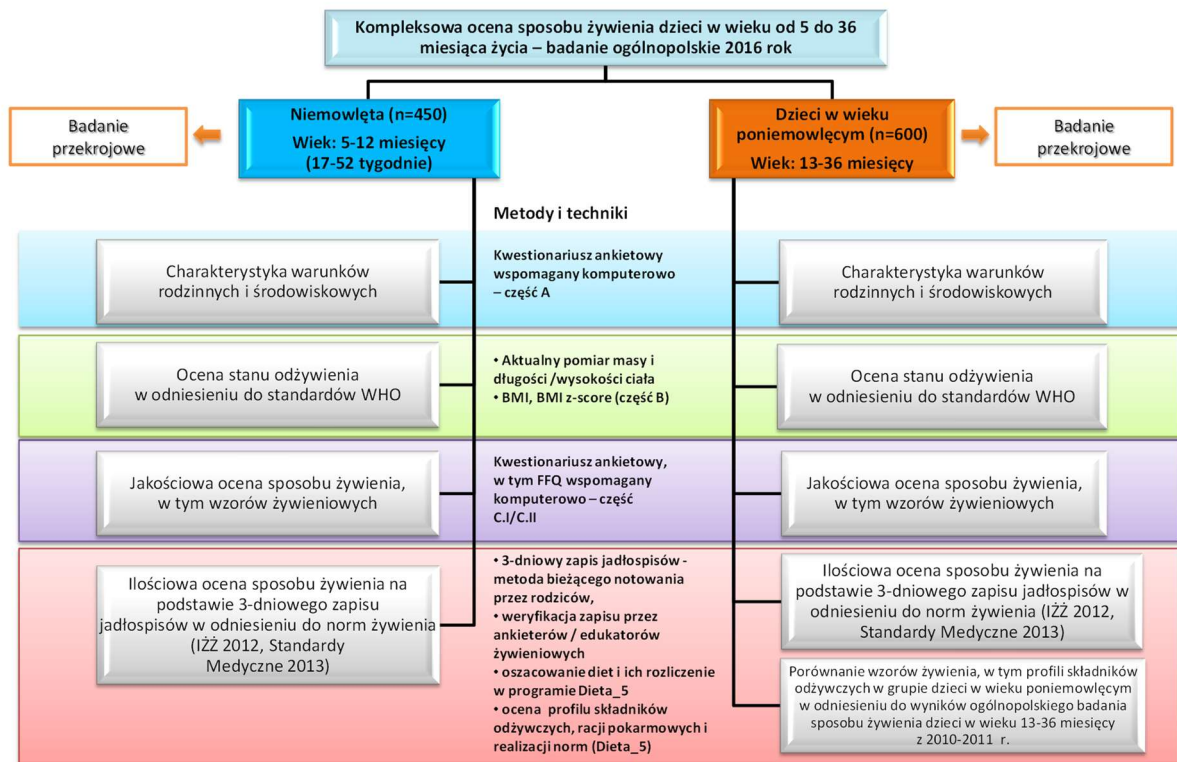 Kompleksowa ocena sposobu żywienia dzieci w wieku od 5 do 36
miesiąca życia – badanie ogólnopolskie 2016 rok
Badanie
przekrojowe
Niemowlęta (n=450)
Wiek: 5-12 miesięcy
(17-52 tygodnie)
Dzieci w wieku
poniemowlęcym (n=600)
Wiek: 13-36 miesięcy
Badanie
przekrojowe
Metody i techniki
Charakterystyka warunków
rodzinnych i środowiskowych
Kwestionariusz ankietowy
wspomagany komputerowo
– część A
Charakterystyka warunków
rodzinnych i środowiskowych
Ocena stanu odżywienia
w odniesieniu do standardów WHO
• Aktualny pomiar masy i
długości /wysokości ciała
• BMI, BMI z-score (część B)
Ocena stanu odżywienia
w odniesieniu do standardów WHO
Jakościowa ocena sposobu żywienia,
w tym wzorów żywieniowych
Kwestionariusz ankietowy,
w tym FFQ wspomagany
komputerowo – część
C.I/C.II
Jakościowa ocena sposobu żywienia,
w tym wzorów żywieniowych
Ilościowa ocena sposobu żywienia na
podstawie 3-dniowego zapisu
jadłospisów w odniesieniu do norm żywienia
(IŻŻ 2012, Standardy
Medyczne 2013)
• 3-dniowy zapis jadłospisów -
metoda bieżącego notowania
przez rodziców,
• weryfikacja zapisu przez
ankieterów / edukatorów
żywieniowych
• oszacowanie diet i ich rozliczenie
w programie Dieta_5
• ocena profilu składników
odżywczych, racji pokarmowych i
realizacji norm (Dieta_5)
Ilościowa ocena sposobu żywienia na
podstawie 3-dniowego zapisu jadłospisów w
odniesieniu do norm żywienia (IŻŻ 2012,
Standardy Medyczne 2013)
Porównanie wzorów żywienia, w tym profili składników
odżywczych w grupie dzieci w wieku poniemowlęcym
w odniesieniu do wyników ogólnopolskiego badania
sposobu żywienia dzieci w wieku 13-36 miesięcy
z 2010-2011 r.